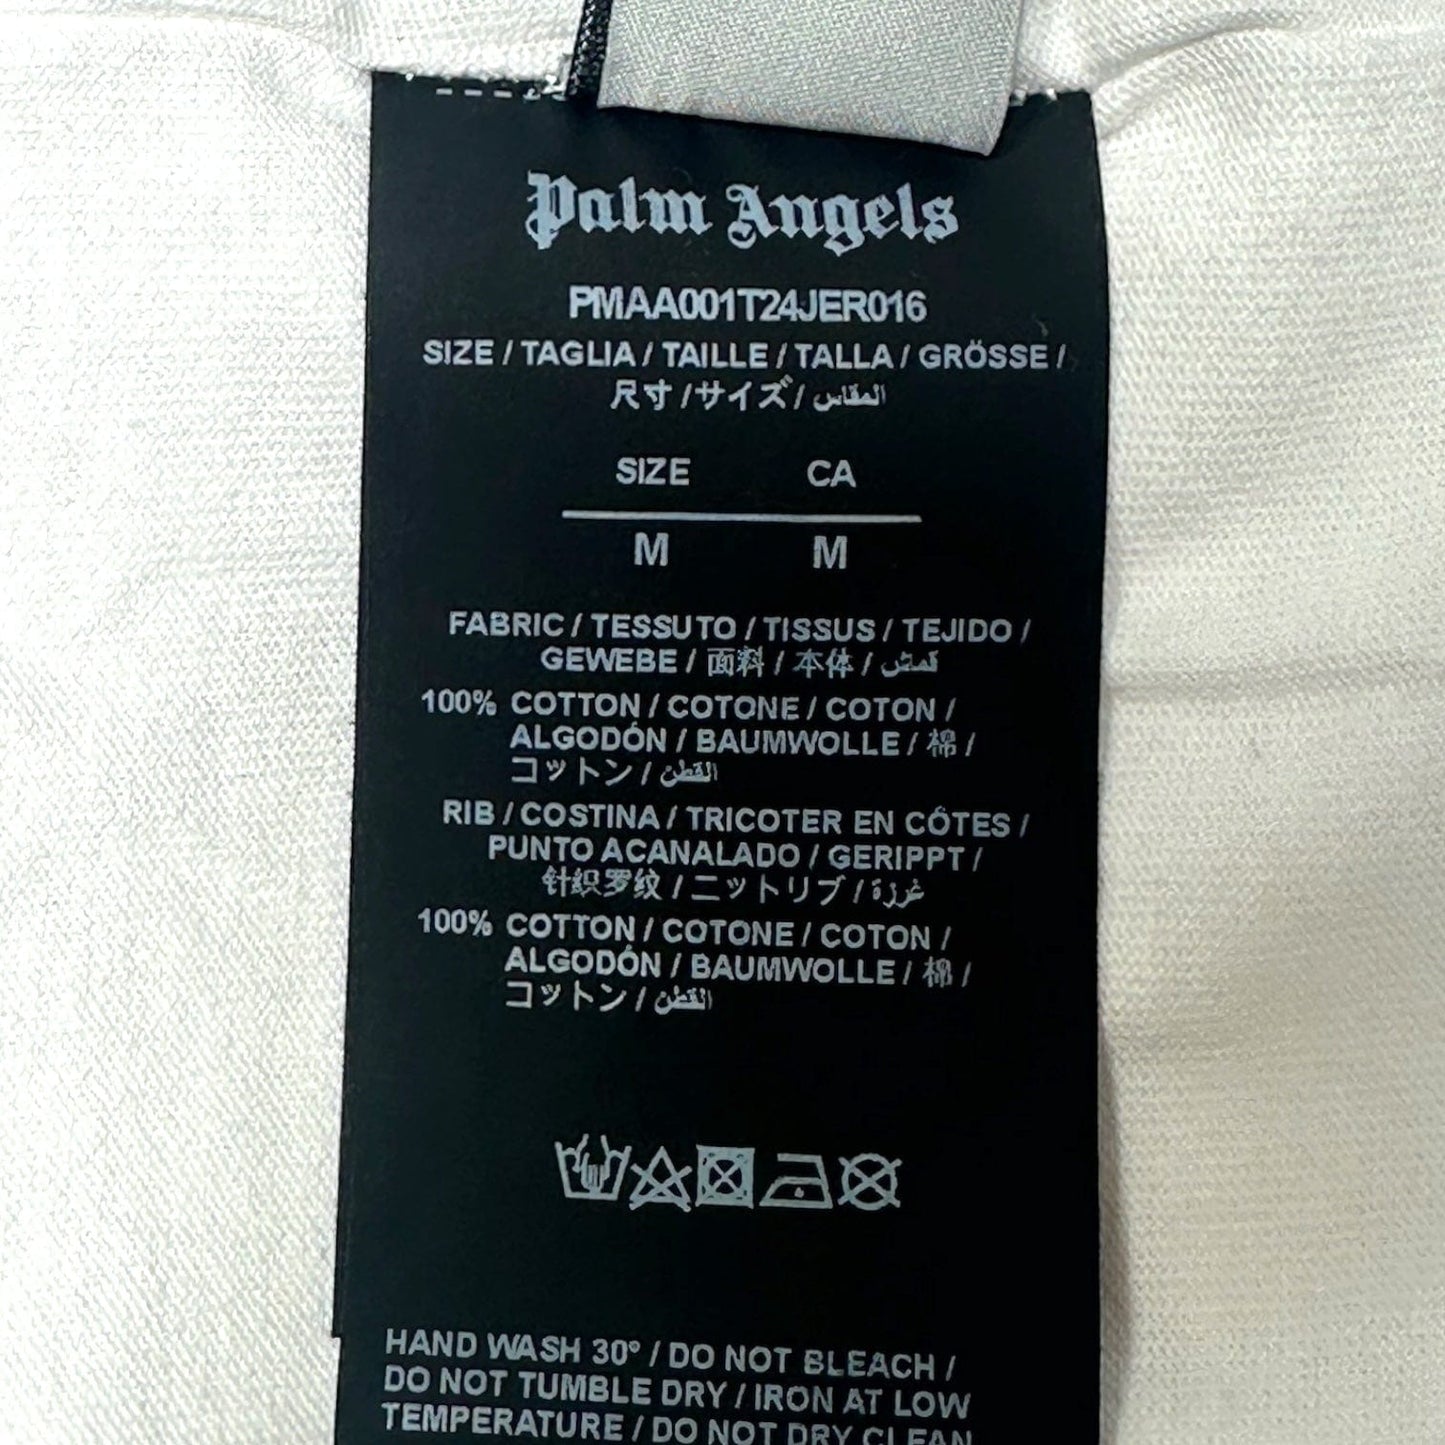 Palm Angels
PMAA001T24JER016
SIZE / TAGLIA / TAILLE / TALLA / GRÖSSE /
尺寸 / サイズ / المقاس
SIZE CA
M M
FABRIC / TESSUTO / TISSUS / TEJIDO /
GEWEBE / 面料 / 本体 / قماش
100% COTTON / COTONE / COTON /
ALGODÓN / BAUMWOLLE / 棉 /
コットン / القطن
RIB / COSTINA / TRICOTER EN CÔTES /
PUNTO ACANALADO / GERIPPT /
针织罗纹 / ニットリブ / غرزة
100% COTTON / COTONE / COTON /
ALGODÓN / BAUMWOLLE / 棉 /
コットン / القطن
HAND WASH 30° / DO NOT BLEACH /
DO NOT TUMBLE DRY / IRON AT LOW
TEMPERATURE / DO NOT DRY CLEAN